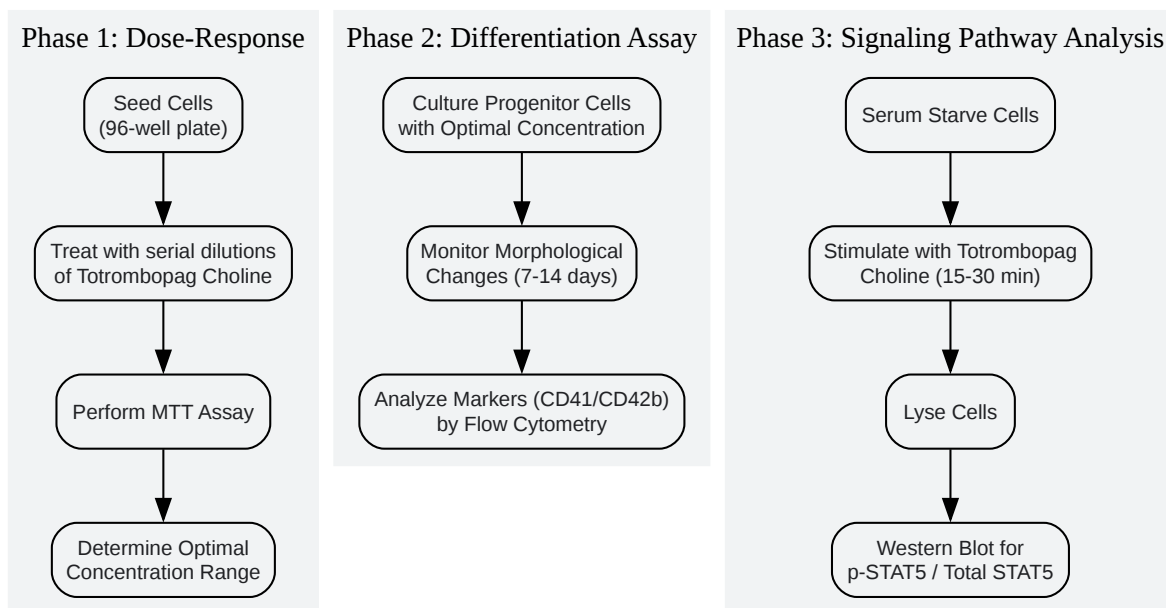 Phase 1: Dose-Response
Seed Cells
(96-well plate)
Treat with serial dilutions
of Totrombopag Choline
Perform MTT Assay
Determine Optimal
Concentration Range
Phase 2: Differentiation Assay
Culture Progenitor Cells
with Optimal Concentration
Monitor Morphological
Changes (7-14 days)
Analyze Markers (CD41/CD42b)
by Flow Cytometry
Phase 3: Signaling Pathway Analysis
Serum Starve Cells
Stimulate with Totrombopag
Choline (15-30 min)
Lyse Cells
Western Blot for
p-STAT5 / Total STAT5